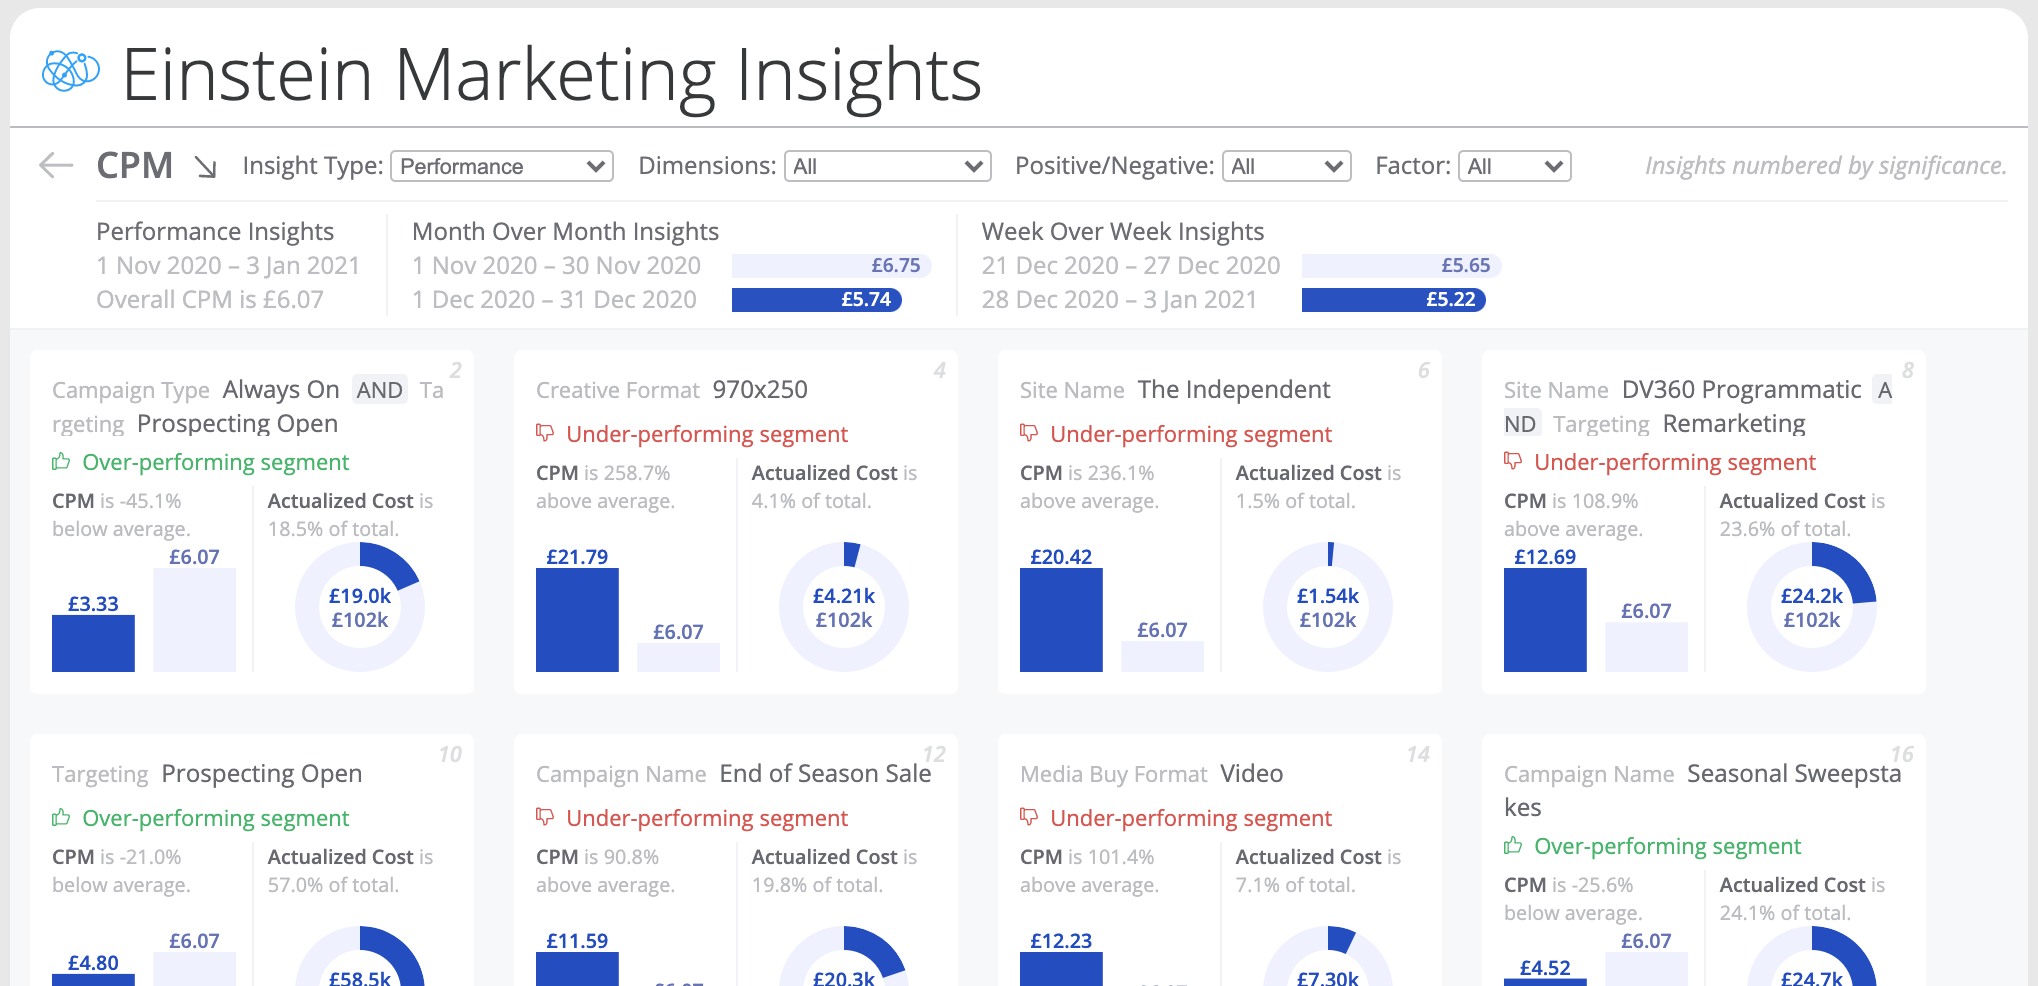 Einstein Marketing Insights
CPM Insight Type: Performance Dimensions: All Positive/Negative: All Factor: All Insights numbered by significance.
Performance Insights
1 Nov 2020 – 3 Jan 2021
Overall CPM is £6.07
Month Over Month Insights
1 Nov 2020 – 30 Nov 2020 £6.75
1 Dec 2020 – 31 Dec 2020 £5.74
Week Over Week Insights
21 Dec 2020 – 27 Dec 2020 £5.65
28 Dec 2020 – 3 Jan 2021 £5.22
2
Campaign Type Always On AND Ta
rgeting Prospecting Open
Over-performing segment
CPM is -45.1%
below average.
£3.33
£6.07
Actualized Cost is
18.5% of total.
£19.0k
£102k
4
Creative Format 970x250
Under-performing segment
CPM is 258.7%
above average.
£21.79
£6.07
Actualized Cost is
4.1% of total.
£4.21k
£102k
6
Site Name The Independent
Under-performing segment
CPM is 236.1%
above average.
£20.42
£6.07
Actualized Cost is
1.5% of total.
£1.54k
£102k
8
Site Name DV360 Programmatic A
ND Targeting Remarketing
Under-performing segment
CPM is 108.9%
above average.
£12.69
£6.07
Actualized Cost is
23.6% of total.
£24.2k
£102k
10
Targeting Prospecting Open
Over-performing segment
CPM is -21.0%
below average.
£4.80
£6.07
Actualized Cost is
57.0% of total.
£58.5k
12
Campaign Name End of Season Sale
Under-performing segment
CPM is 90.8%
above average.
£11.59
Actualized Cost is
19.8% of total.
£20.3k
14
Media Buy Format Video
Under-performing segment
CPM is 101.4%
above average.
£12.23
Actualized Cost is
7.1% of total.
£7.30k
16
Campaign Name Seasonal Sweepsta
kes
Over-performing segment
CPM is -25.6%
below average.
£4.52
£6.07
Actualized Cost is
24.1% of total.
£24.7k